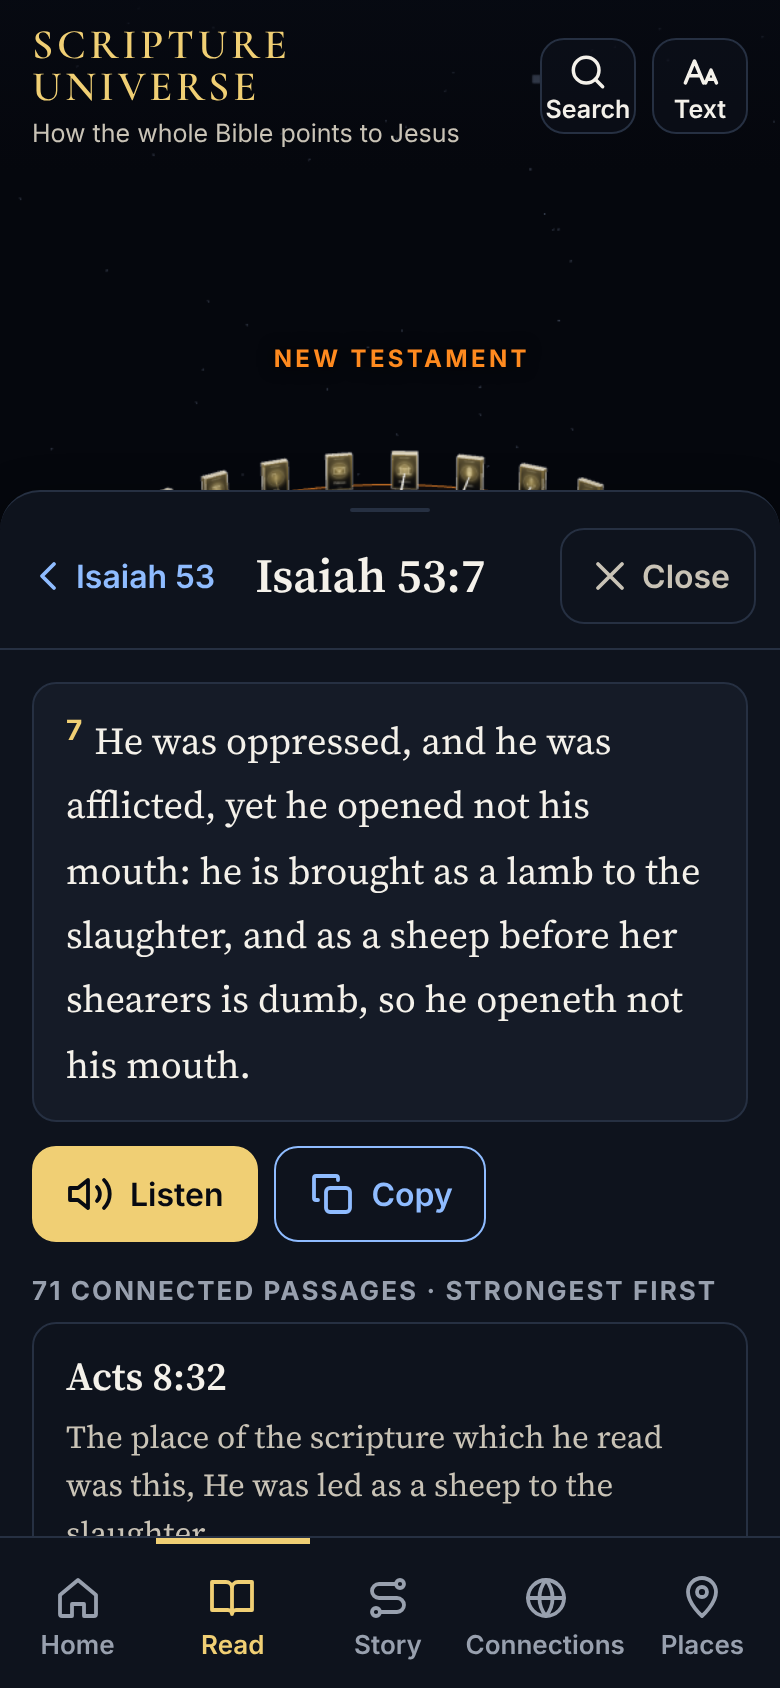 SCRIPTURE
UNIVERSE
How the whole Bible points to Jesus
Search
Text
NEW TESTAMENT
Isaiah 53
Isaiah 53:7
Close
7 He was oppressed, and he was
afflicted, yet he opened not his
mouth: he is brought as a lamb to the
slaughter, and as a sheep before her
shearers is dumb, so he openeth not
his mouth.
Listen
Copy
71 CONNECTED PASSAGES · STRONGEST FIRST
Acts 8:32
The place of the scripture which he read
was this, He was led as a sheep to the
slaughter
Home
Read
Story
Connections
Places